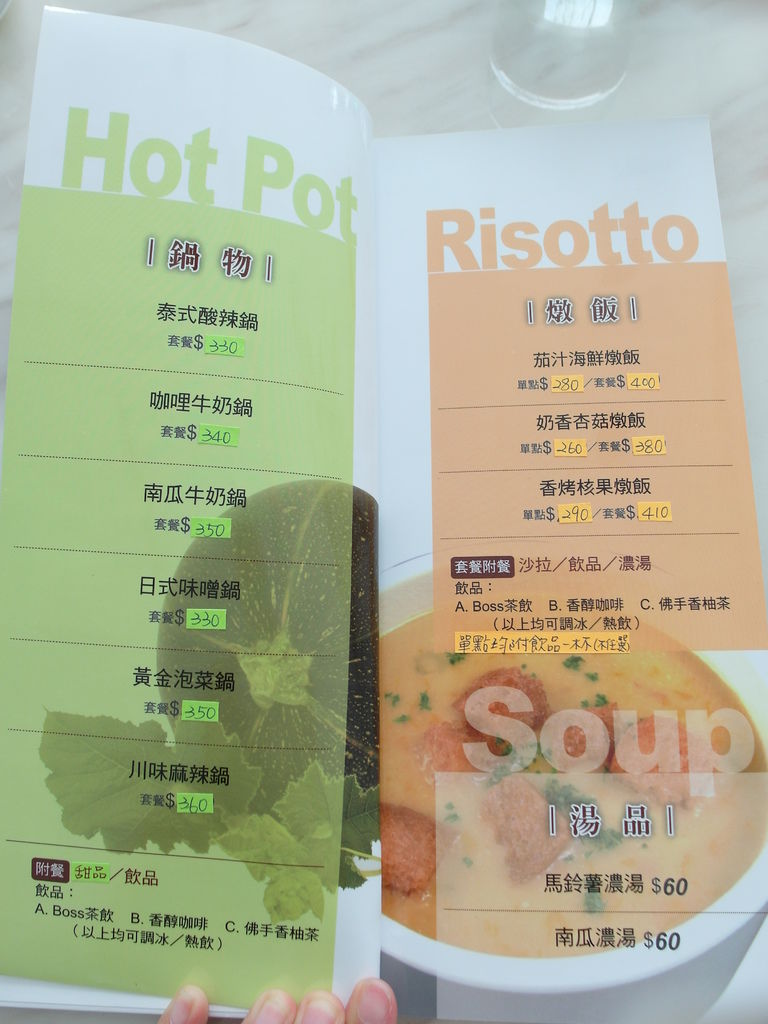 Hot Pot
| 鍋 物 |
泰式酸辣鍋
套餐$330
咖哩牛奶鍋
套餐$340
南瓜牛奶鍋
套餐$350
日式味噌鍋
套餐$330
黃金泡菜鍋
套餐$350
川味麻辣鍋
套餐$360
附餐 甜品／飲品
飲品：
A. Boss茶飲 B. 香醇咖啡 C. 佛手香柚茶
（以上均可調冰／熱飲）
Risotto
| 燉 飯 |
茄汁海鮮燉飯
單點$280／套餐$400
奶香杏菇燉飯
單點$260／套餐$380
香烤核果燉飯
單點$290／套餐$410
套餐附餐 沙拉／飲品／濃湯
飲品：
A. Boss茶飲 B. 香醇咖啡 C. 佛手香柚茶
（以上均可調冰／熱飲）
單點均附飲品一杯(不任選)
Soup
| 湯 品 |
馬鈴薯濃湯 $60
南瓜濃湯 $60